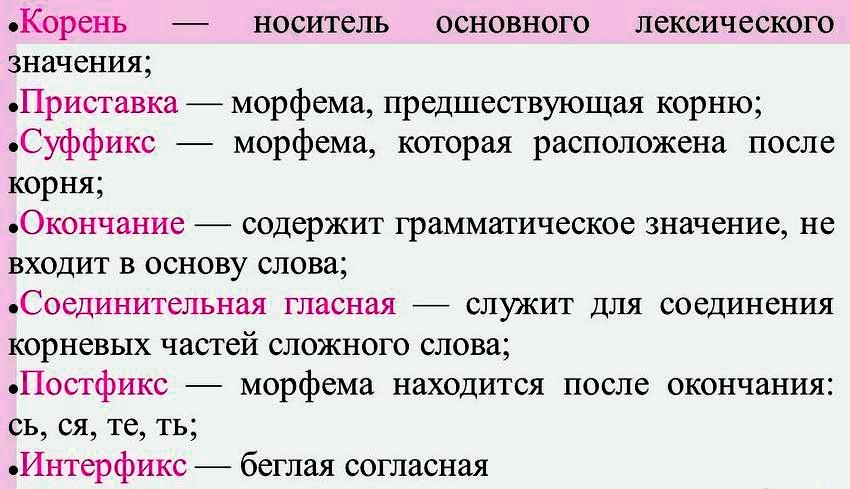 •Корень — носитель основного лексического
значения;
•Приставка — морфема, предшествующая корню;
•Суффикс — морфема, которая расположена после
корня;
•Окончание — содержит грамматическое значение, не
входит в основу слова;
•Соединительная гласная — служит для соединения
корневых частей сложного слова;
•Постфикс — морфема находится после окончания:
сь, ся, те, ть;
•Интерфикс — беглая согласная